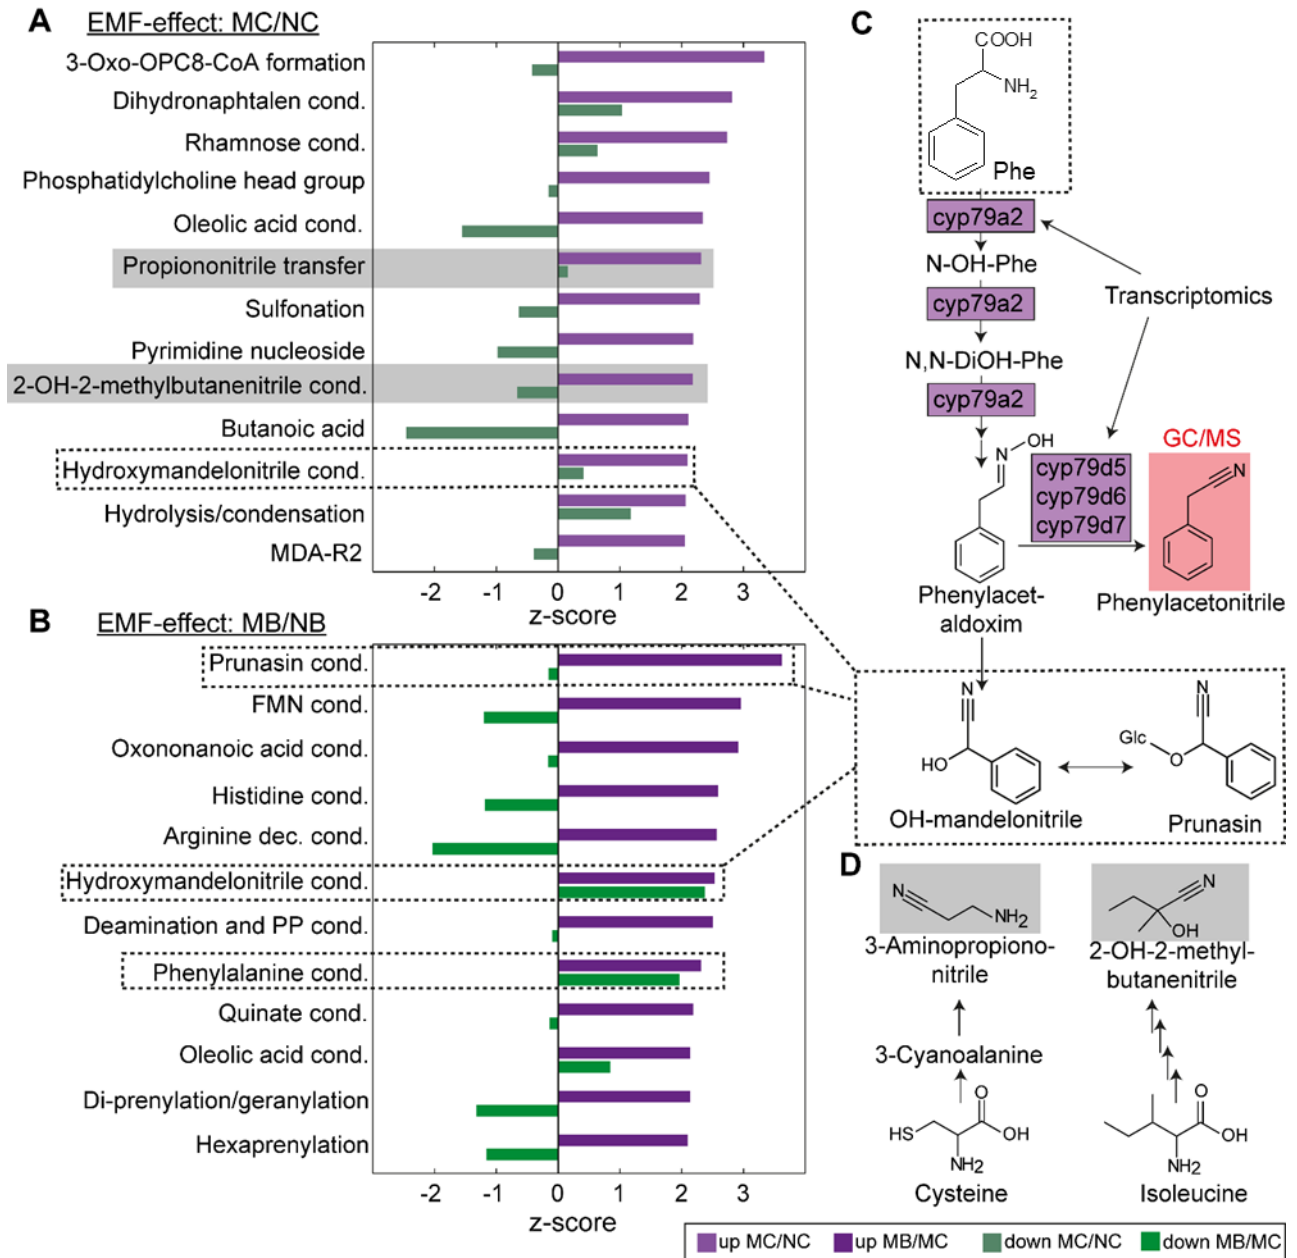 A EMF-effect: MC/NC
3-Oxo-OPC8-CoA formation
Dihydronaphtalen cond.
Rhamnose cond.
Phosphatidylcholine head group
Oleolic acid cond.
Propiononitrile transfer
Sulfonation
Pyrimidine nucleoside
2-OH-2-methylbutanenitrile cond.
Butanoic acid
Hydroxymandelonitrile cond.
Hydrolysis/condensation
MDA-R2
-2 -1 0 1 2 3
z-score
B EMF-effect: MB/NB
Prunasin cond.
FMN cond.
Oxononanoic acid cond.
Histidine cond.
Arginine dec. cond.
Hydroxymandelonitrile cond.
Deamination and PP cond.
Phenylalanine cond.
Quinate cond.
Oleolic acid cond.
Di-prenylation/geranylation
Hexaprenylation
-2 -1 0 1 2 3
z-score
C
COOH
NH2
Phe
cyp79a2
N-OH-Phe
cyp79a2
Transcriptomics
N,N-DiOH-Phe
cyp79a2
N OH
GC/MS
cyp79d5
cyp79d6
cyp79d7
N
Phenylacet-
aldoxim
Phenylacetonitrile
N
HO
OH-mandelonitrile
N
Glc
O
Prunasin
D
N NH2
3-Aminopropiono-
nitrile
3-Cyanoalanine
HS O
OH
NH2
Cysteine
N
OH
2-OH-2-methyl-
butanenitrile
O
OH
NH2
Isoleucine
up MC/NC up MB/MC down MC/NC down MB/MC